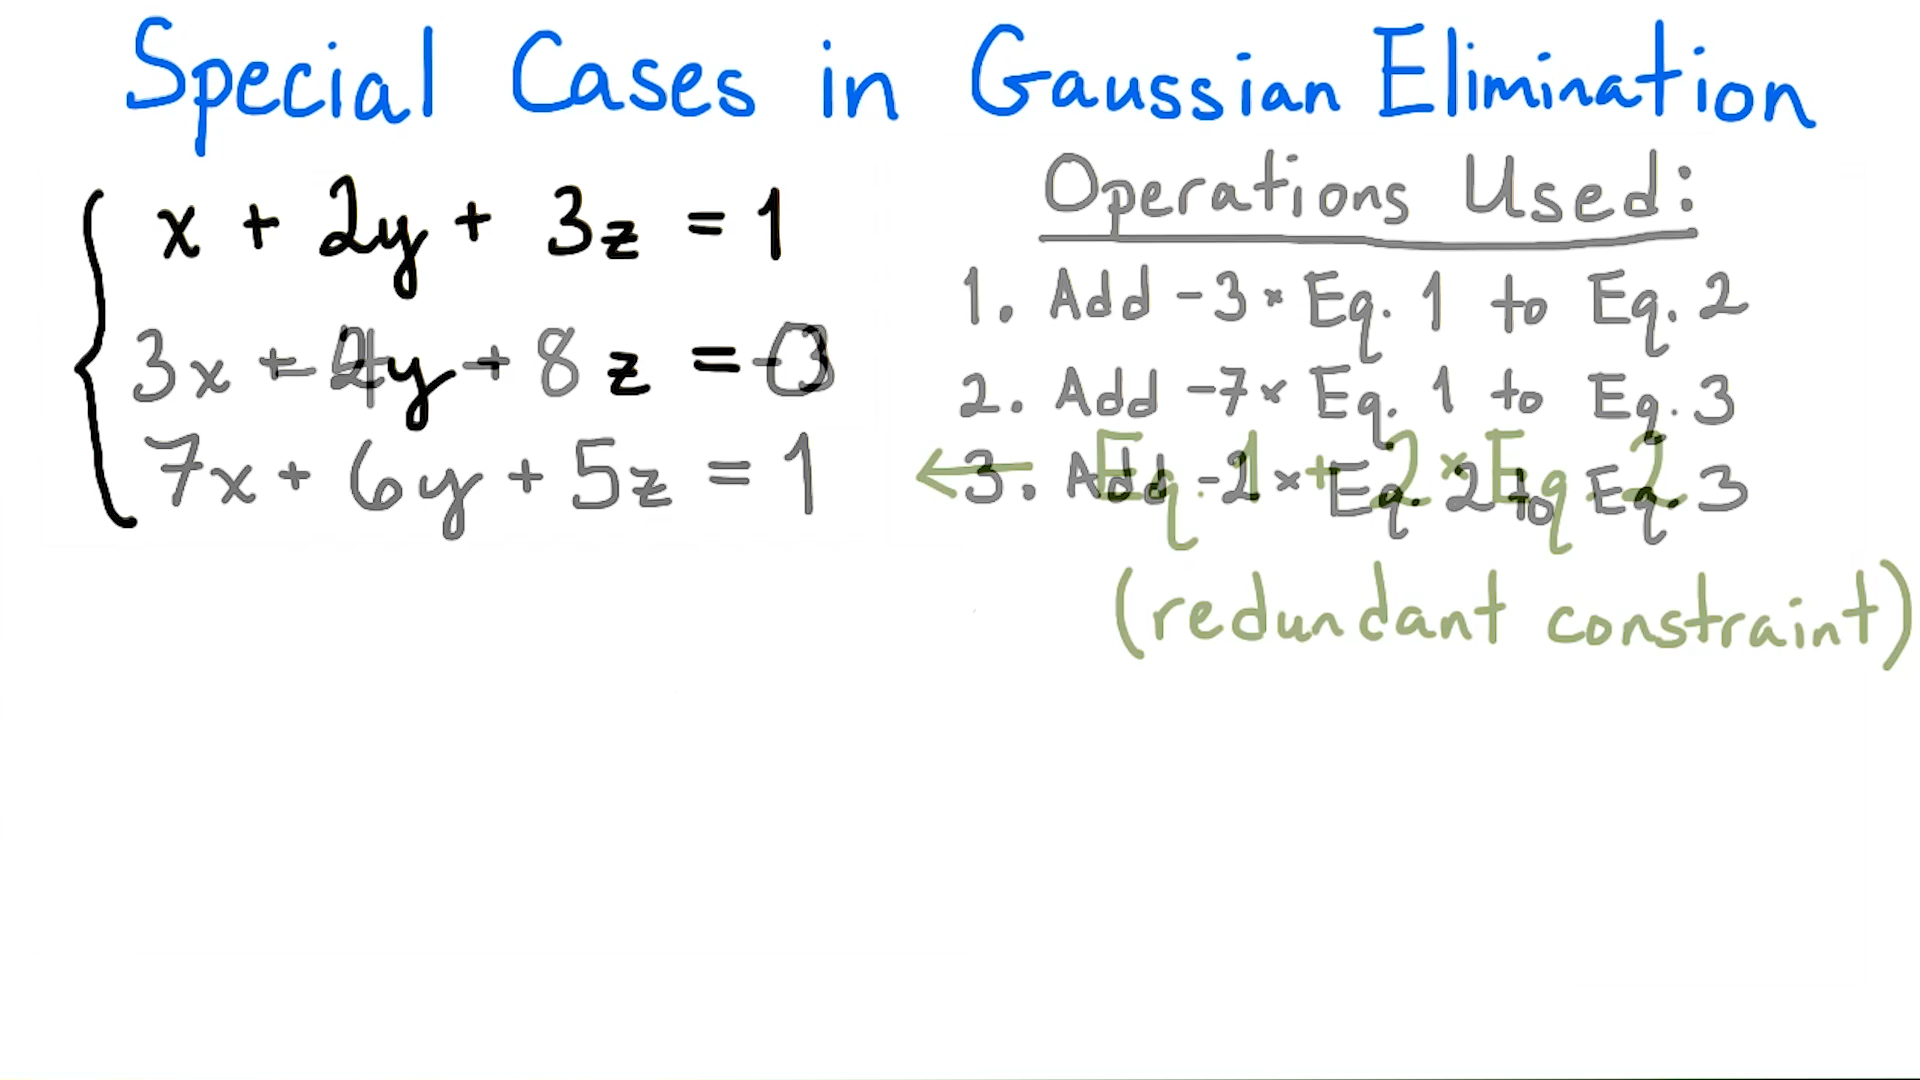 Special Cases in Gaussian Elimination
x + 2y + 3z = 1
3x + 4y + 8z = 0
7x + 6y + 5z = 1
Operations Used:
1. Add -3 × Eq. 1 to Eq. 2
2. Add -7 × Eq. 1 to Eq. 3
3. Add -2 × Eq. 2 to Eq. 3
← Eq. 1 + 2 × Eq. 2
(redundant constraint)